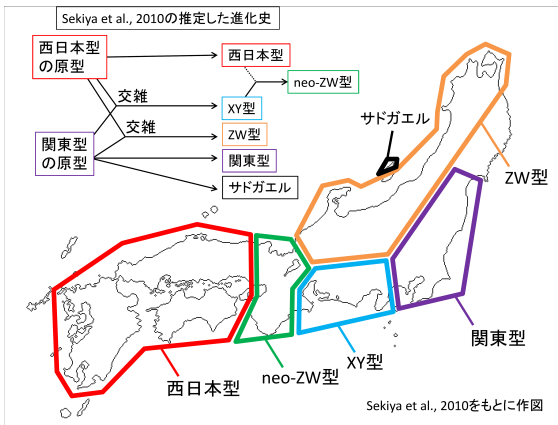 Sekiya et al., 2010の推定した進化史
西日本型
の原型
西日本型
neo-ZW型
交雑
XY型
交雑
ZW型
関東型
の原型
関東型
サドガエル
サドガエル
ZW型
関東型
XY型
neo-ZW型
西日本型
Sekiya et al., 2010をもとに作図